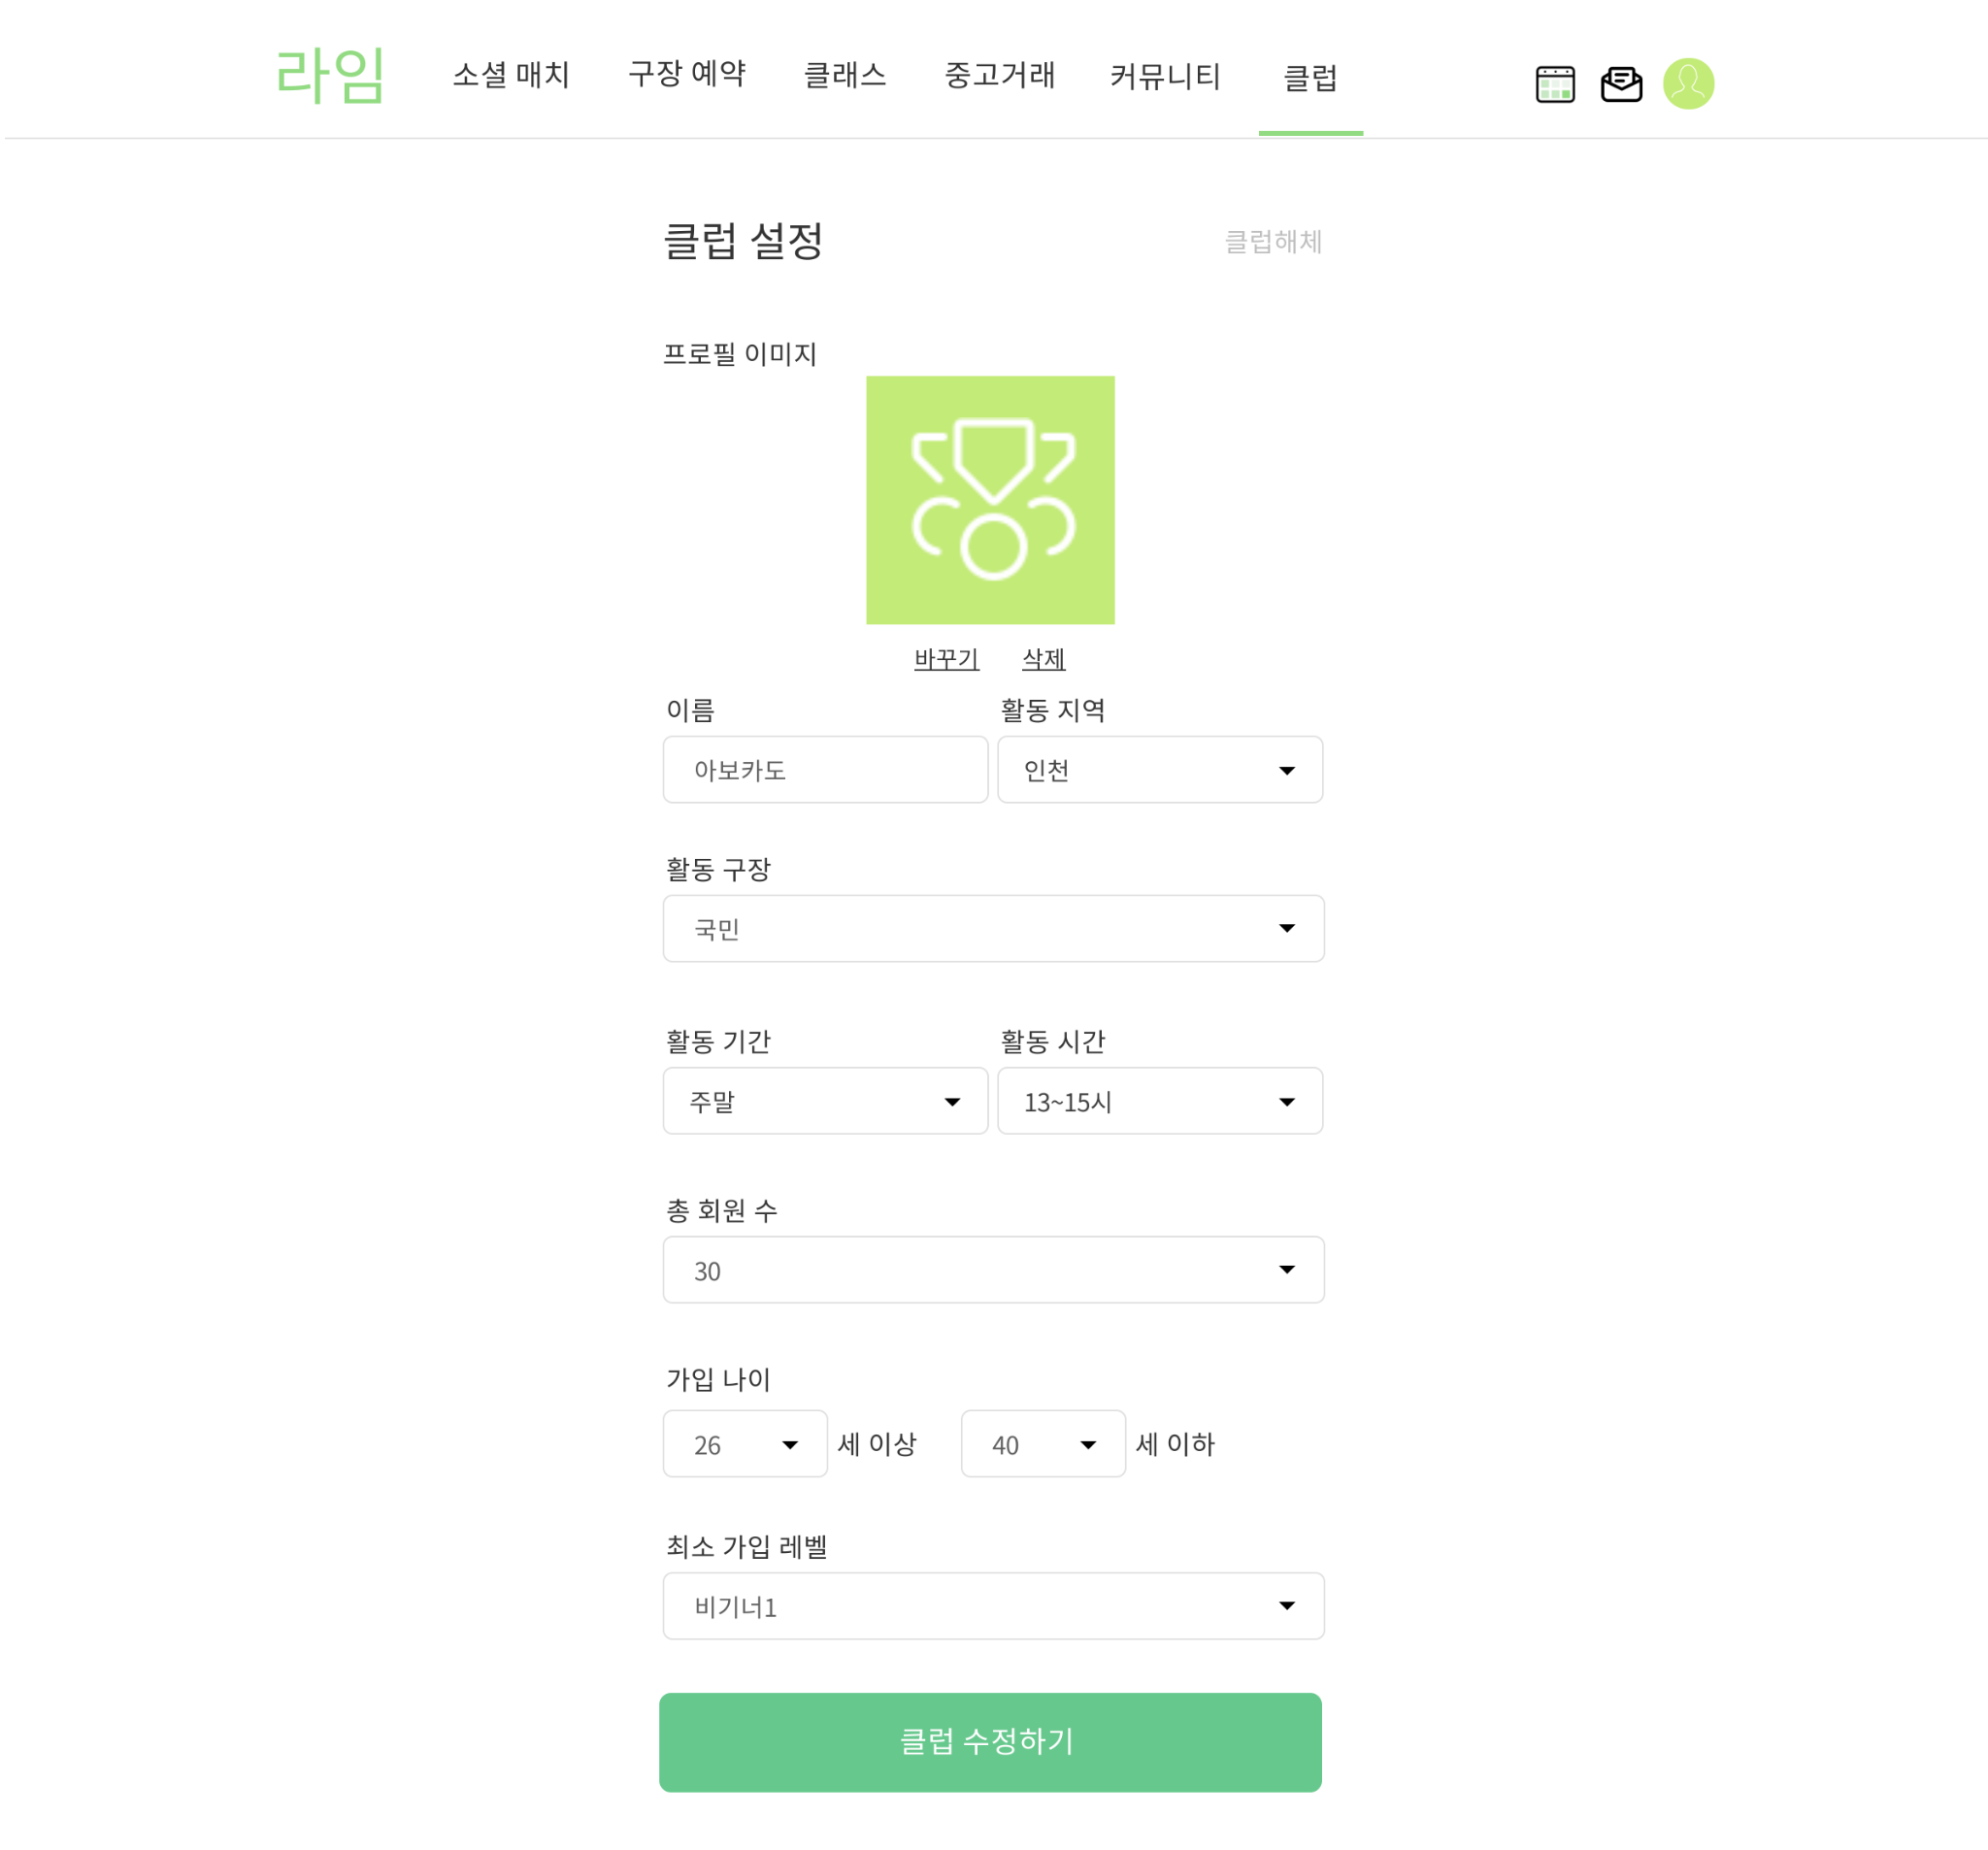 라임 소셜 매치 구장 예약 클래스 중고거래 커뮤니티 클럽
클럽 설정 클럽해체
프로필 이미지
바꾸기 삭제
이름 활동 지역
아보카도 인천
활동 구장
국민
활동 기간 활동 시간
주말 13~15시
총 회원 수
30
가입 나이
26 세 이상 40 세 이하
최소 가입 레벨
비기너1
클럽 수정하기